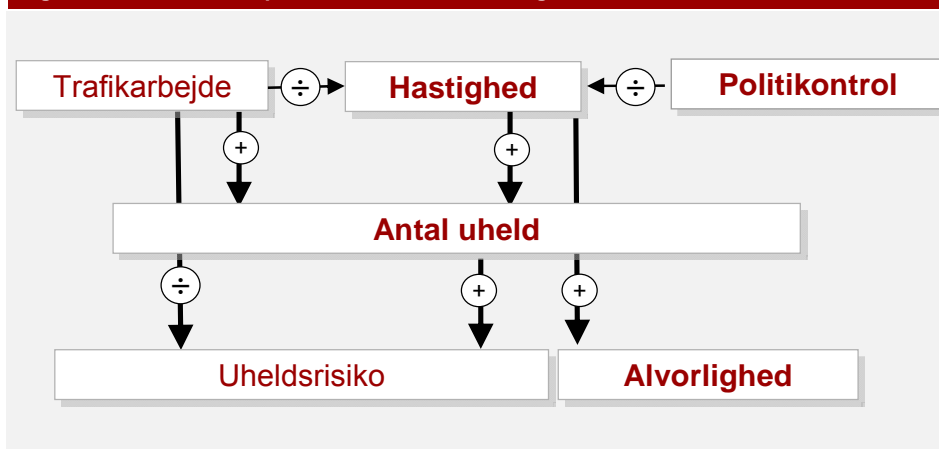 Trafikarbejde ÷ Hastighed ÷ Politikontrol
+ +
Antal uheld
÷ + +
Uheldsrisiko Alvorlighed